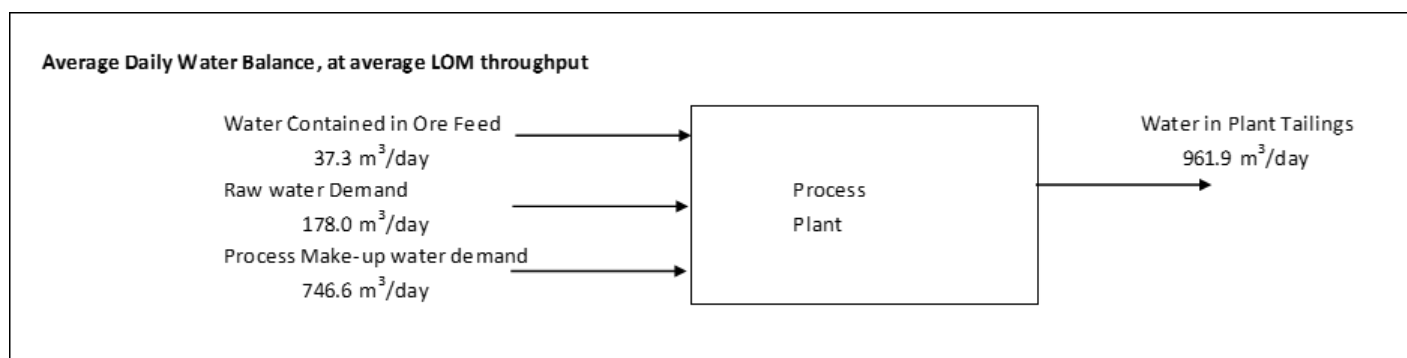 Average Daily Water Balance, at average LOM throughput
Water Contained in Ore Feed
37.3 m³/day
Raw water Demand
178.0 m³/day
Process Make-up water demand
746.6 m³/day
Process
Plant
Water in Plant Tailings
961.9 m³/day